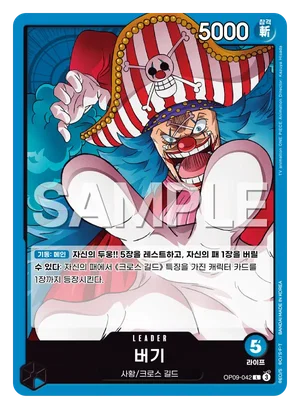 5000
참격
斬
SAMPLE
기동: 메인 자신의 두웅!! 5장을 레스트하고, 자신의 패 1장을 버릴
수 있다: 자신의 패에서 《크로스 길드》 특징을 가진 캐릭터 카드를
1장까지 등장시킨다.
LEADER
버기
사황/크로스 길드
5
라이프
OP09-042 L